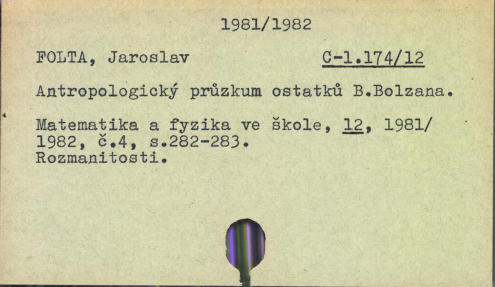 1981/1982
FOLTA, Jaroslav C-1.174/12
Antropologický průzkum ostatků B.Bolzana.
Matematika a fyzika ve škole, 12, 1981/
1982, č.4, s.282-283.
Rozmanitosti.